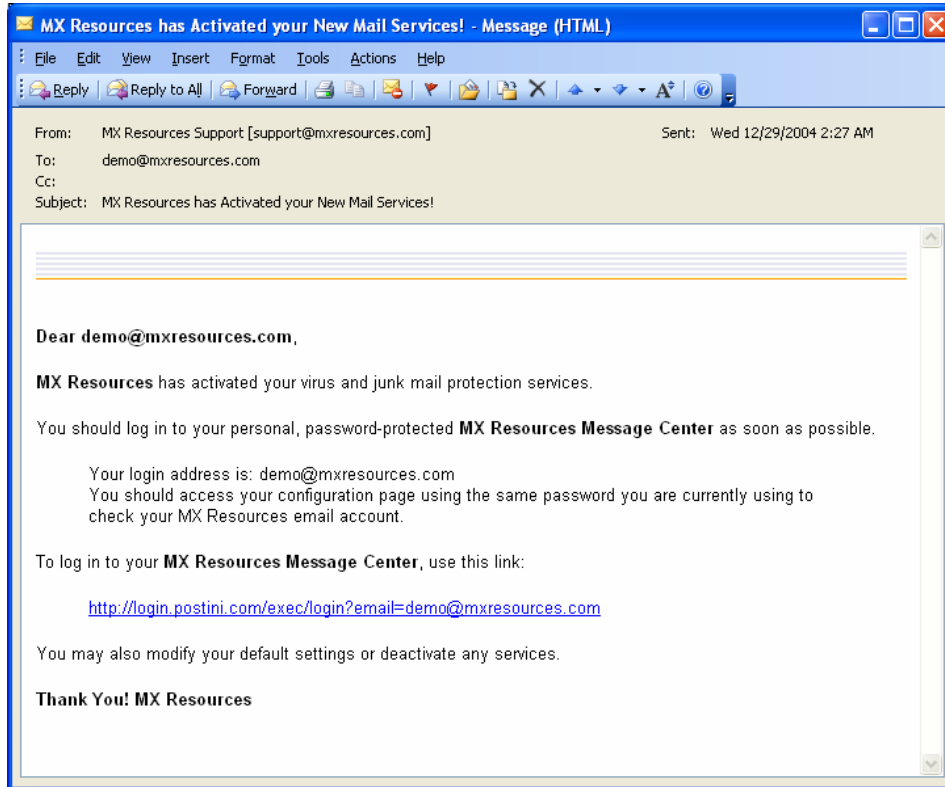 MX Resources has Activated your New Mail Services! - Message (HTML)
File Edit View Insert Format Tools Actions Help
Reply Reply to All Forward
From: MX Resources Support [support@mxresources.com] Sent: Wed 12/29/2004 2:27 AM
To: demo@mxresources.com
Cc:
Subject: MX Resources has Activated your New Mail Services!
Dear demo@mxresources.com,
MX Resources has activated your virus and junk mail protection services.
You should log in to your personal, password-protected MX Resources Message Center as soon as possible.
Your login address is: demo@mxresources.com
You should access your configuration page using the same password you are currently using to
check your MX Resources email account.
To log in to your MX Resources Message Center, use this link:
http://login.postini.com/exec/login?email=demo@mxresources.com
You may also modify your default settings or deactivate any services.
Thank You! MX Resources